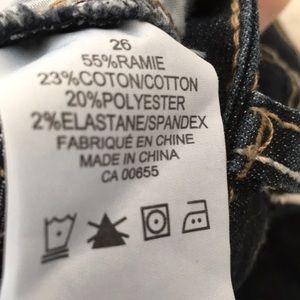 26
55%RAMIE
23%COTON/COTTON
20%POLYESTER
2%ELASTANE/SPANDEX
FABRIQUÉ EN CHINE
MADE IN CHINA
CA 00655